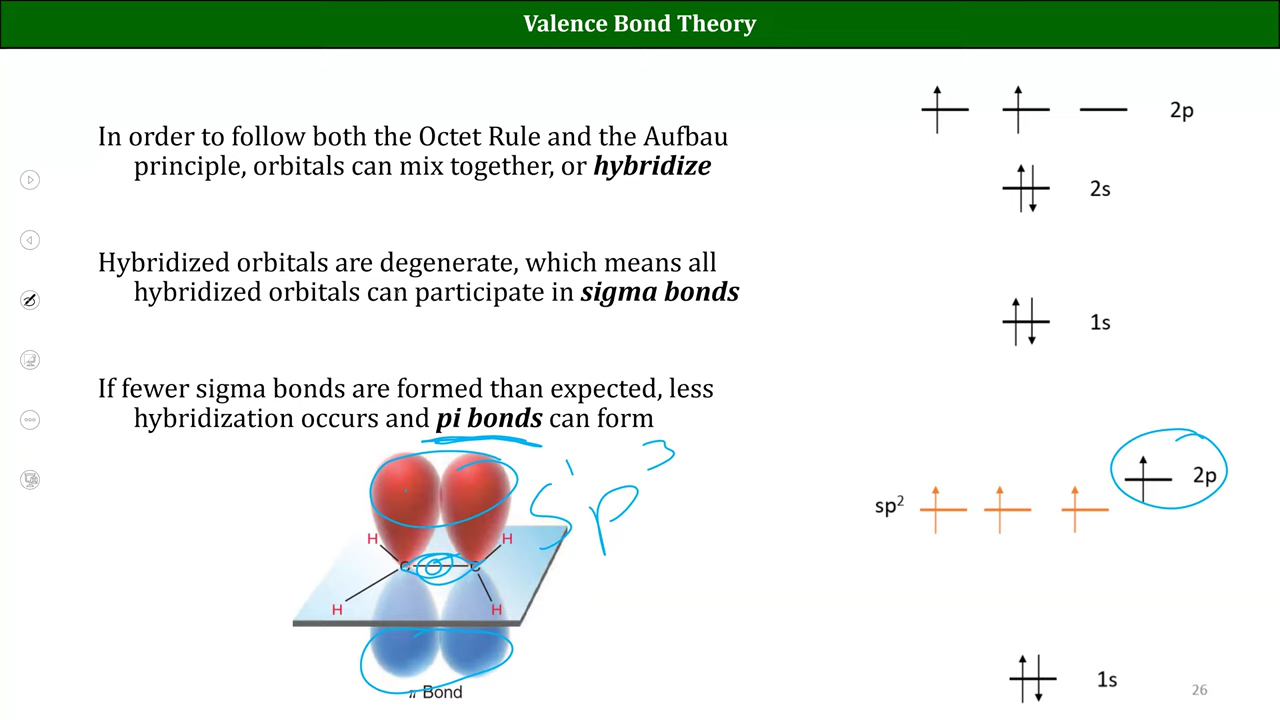 Valence Bond Theory
In order to follow both the Octet Rule and the Aufbau
principle, orbitals can mix together, or hybridize
Hybridized orbitals are degenerate, which means all
hybridized orbitals can participate in sigma bonds
If fewer sigma bonds are formed than expected, less
hybridization occurs and pi bonds can form
s¹p³
H
H
C
C
H
H
π Bond
2p
2s
1s
2p
sp²
1s
26